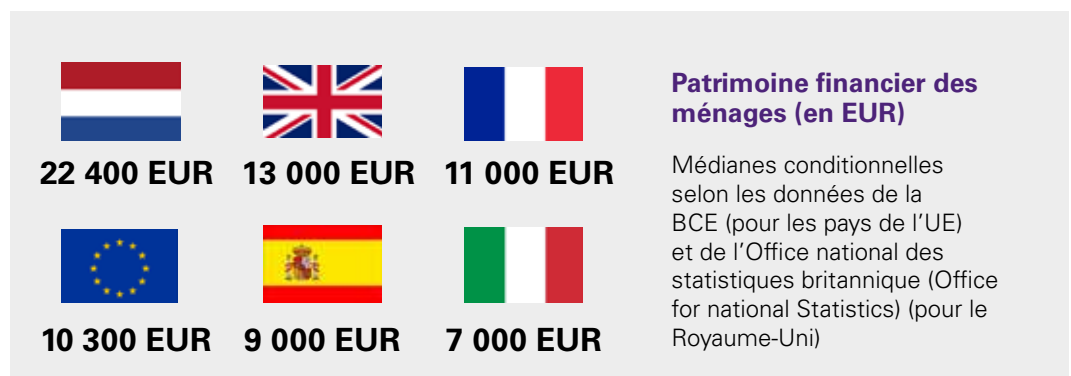 22 400 EUR 13 000 EUR 11 000 EUR
10 300 EUR 9 000 EUR 7 000 EUR
Patrimoine financier des
ménages (en EUR)
Médianes conditionnelles
selon les données de la
BCE (pour les pays de l’UE)
et de l’Office national des
statistiques britannique (Office
for national Statistics) (pour le
Royaume-Uni)